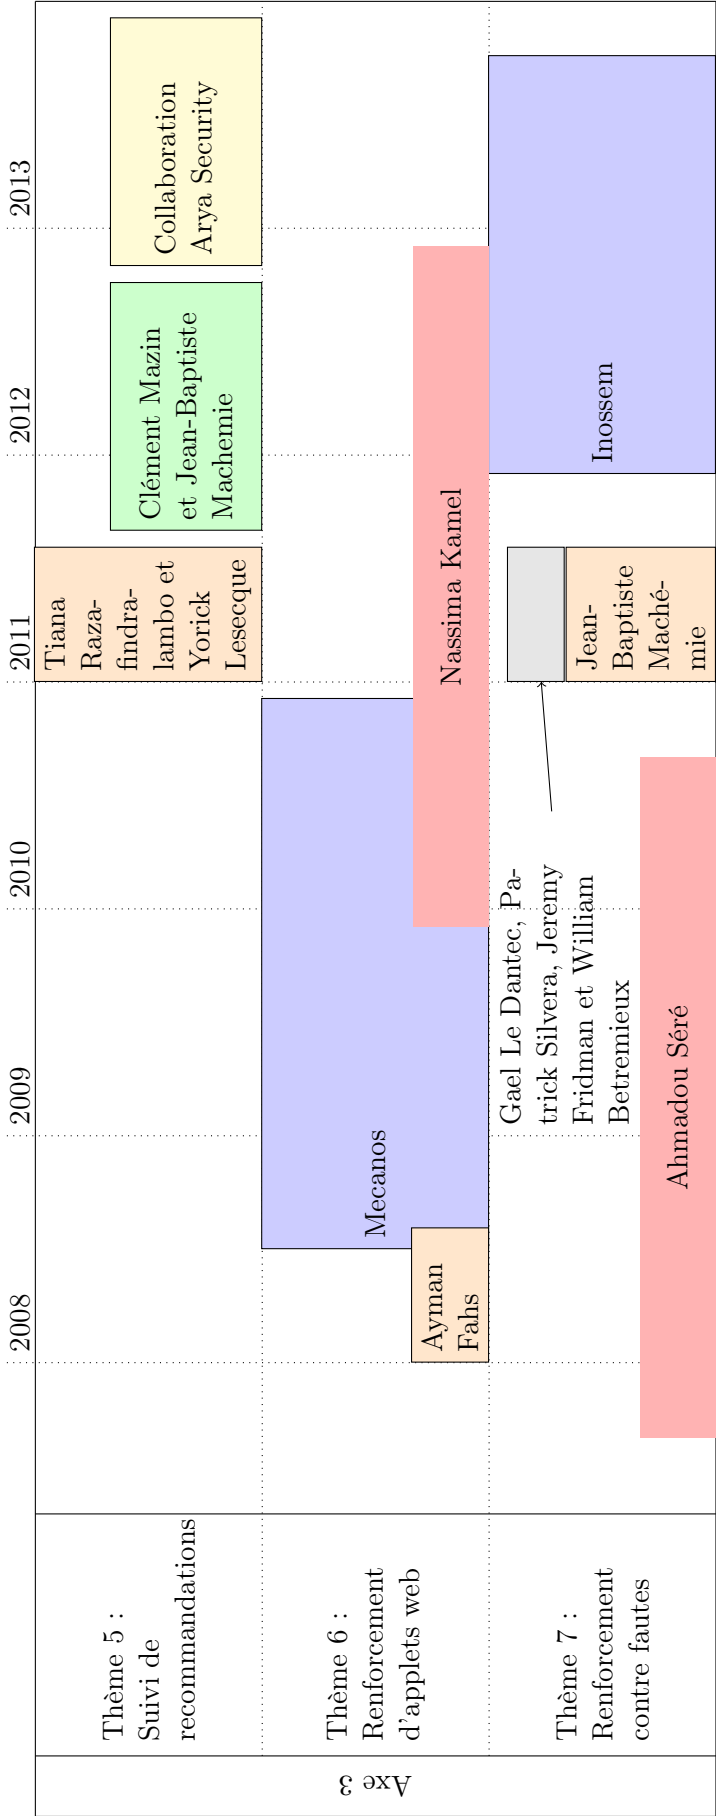 2008
2009
2010
2011
2012
2013
Axe 3
Thème 5 :
Suivi de
recommandations
Tiana
Raza-
findra-
lambo et
Yorick
Lesecque
Clément Mazin
et Jean-Baptiste
Machemie
Collaboration
Arya Security
Thème 6 :
Renforcement
d'applets web
Mecanos
Ayman
Fahs
Nassima Kamel
Thème 7 :
Renforcement
contre fautes
Gael Le Dantec, Pa-
trick Silvera, Jeremy
Fridman et William
Betremieux
Jean-
Baptiste
Maché-
mie
Inossem
Ahmadou Séré